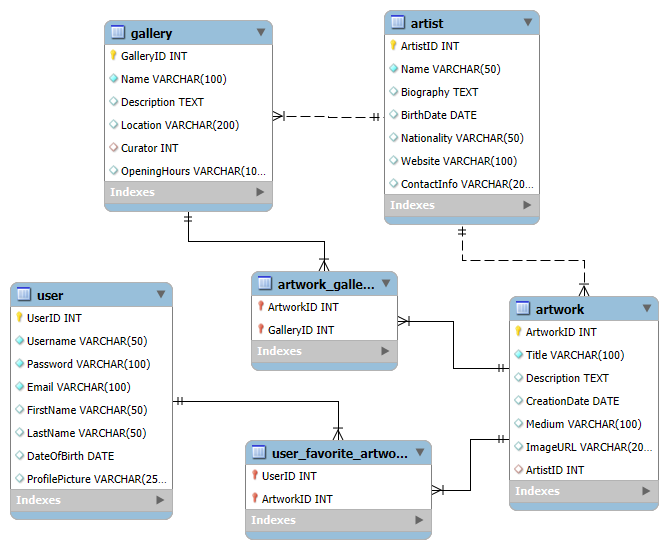 gallery
GalleryID INT
Name VARCHAR(100)
Description TEXT
Location VARCHAR(200)
Curator INT
OpeningHours VARCHAR(10...
Indexes
artist
ArtistID INT
Name VARCHAR(50)
Biography TEXT
BirthDate DATE
Nationality VARCHAR(50)
Website VARCHAR(100)
ContactInfo VARCHAR(20...
Indexes
artwork_galle...
ArtworkID INT
GalleryID INT
Indexes
user
UserID INT
Username VARCHAR(50)
Password VARCHAR(100)
Email VARCHAR(100)
FirstName VARCHAR(50)
LastName VARCHAR(50)
DateOfBirth DATE
ProfilePicture VARCHAR(25...
Indexes
artwork
ArtworkID INT
Title VARCHAR(100)
Description TEXT
CreationDate DATE
Medium VARCHAR(100)
ImageURL VARCHAR(20...
ArtistID INT
Indexes
user_favorite_artwo...
UserID INT
ArtworkID INT
Indexes